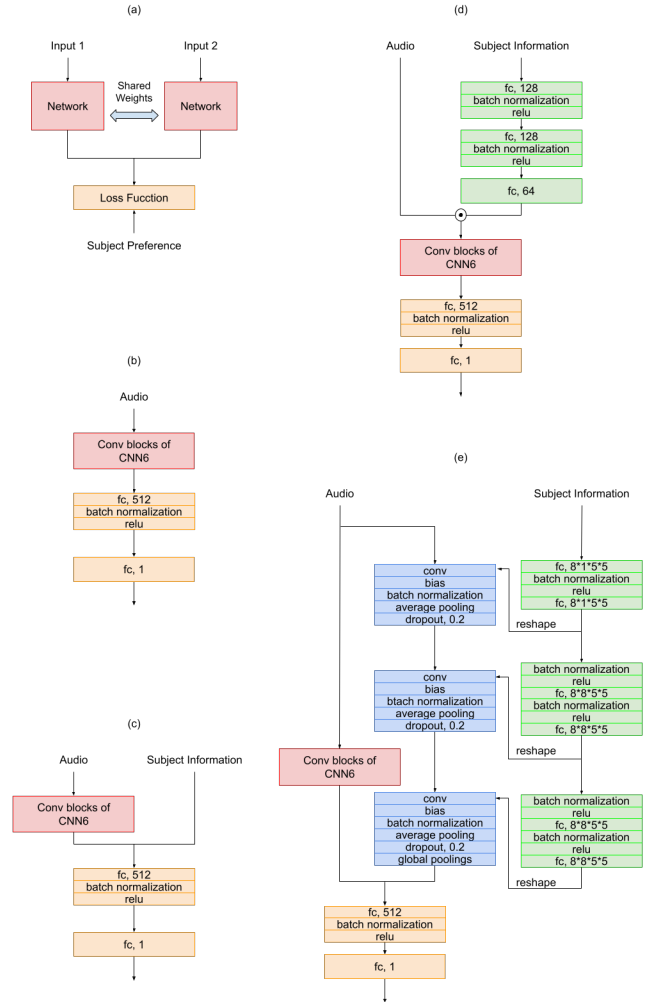 (a)
Input 1
Input 2
Network
Shared
Weights
Network
Loss Fucction
Subject Preference
(b)
Audio
Conv blocks of
CNN6
fc, 512
batch normalization
relu
fc, 1
(c)
Audio
Subject Information
Conv blocks of
CNN6
fc, 512
batch normalization
relu
fc, 1
(d)
Audio
Subject Information
fc, 128
batch normalization
relu
fc, 128
batch normalization
relu
fc, 64
Conv blocks of
CNN6
fc, 512
batch normalization
relu
fc, 1
(e)
Audio
Subject Information
conv
bias
batch normalization
average pooling
dropout, 0.2
fc, 8*1*5*5
batch normalization
relu
fc, 8*1*5*5
reshape
conv
bias
btach normalization
average pooling
dropout, 0.2
batch normalization
relu
fc, 8*8*5*5
batch normalization
relu
fc, 8*8*5*5
reshape
Conv blocks of
CNN6
conv
bias
batch normalization
average pooling
dropout, 0.2
global poolings
batch normalization
relu
fc, 8*8*5*5
batch normalization
relu
fc, 8*8*5*5
reshape
fc, 512
batch normalization
relu
fc, 1